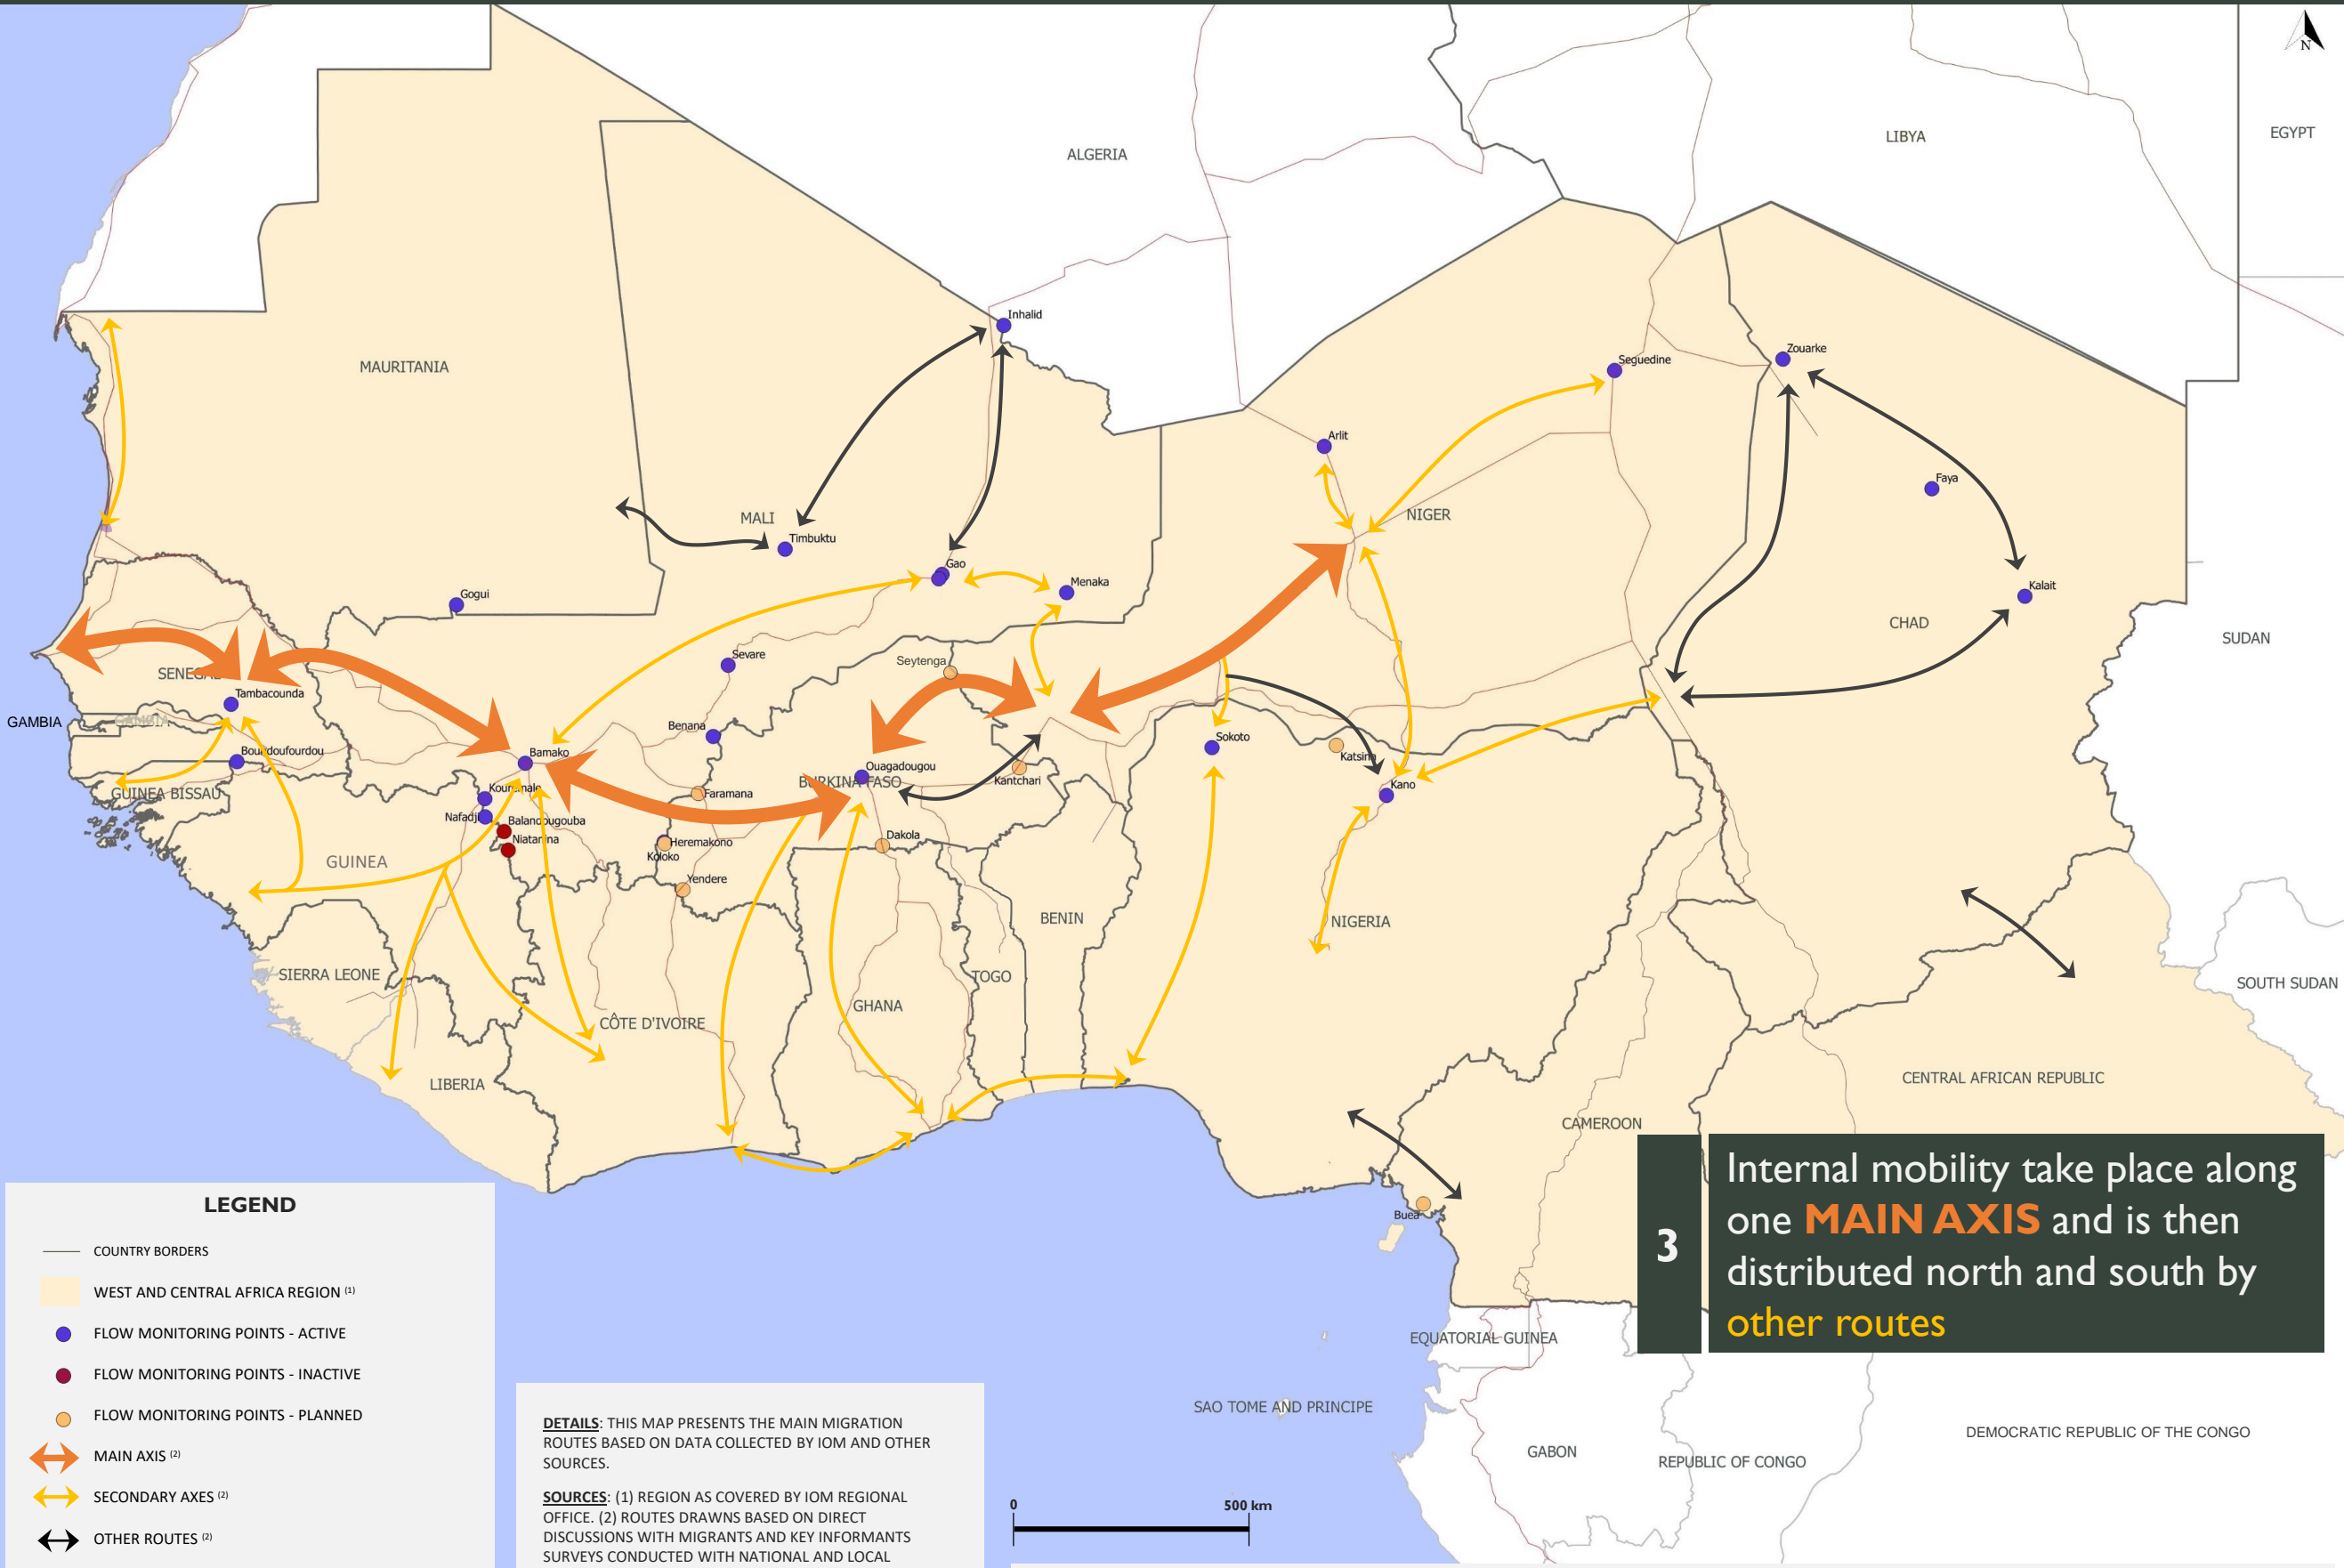 N
ALGERIA
LIBYA
EGYPT
Inhalid
MAURITANIA
Zouarke
Seguedine
Arlit
Faya
NIGER
MALI
Timbuktu
Gao
Menaka
Gogui
Kalait
CHAD
SUDAN
Sevare
Seytenga
SENEGAL
Tambacounda
GAMBIA
GAMBIA
Benana
Sokoto
Katsina
Bamako
Boundoufourdou
Ouagadougou
BURKINA FASO
Kantchari
Kano
GUINEA BISSAU
Kouremale
Faramana
Nafadji
Balandougouba
Niatanina
Heremakono
Koloko
Dakola
GUINEA
Yendere
BENIN
NIGERIA
SIERRA LEONE
TOGO
SOUTH SUDAN
GHANA
CÔTE D'IVOIRE
LIBERIA
CENTRAL AFRICAN REPUBLIC
CAMEROON
Buea
3
Internal mobility take place along
one MAIN AXIS and is then
distributed north and south by
other routes
EQUATORIAL GUINEA
SAO TOME AND PRINCIPE
GABON
REPUBLIC OF CONGO
DEMOCRATIC REPUBLIC OF THE CONGO
LEGEND
COUNTRY BORDERS
WEST AND CENTRAL AFRICA REGION (1)
FLOW MONITORING POINTS - ACTIVE
FLOW MONITORING POINTS - INACTIVE
FLOW MONITORING POINTS - PLANNED
MAIN AXIS (2)
SECONDARY AXES (2)
OTHER ROUTES (2)
DETAILS: THIS MAP PRESENTS THE MAIN MIGRATION
ROUTES BASED ON DATA COLLECTED BY IOM AND OTHER
SOURCES.
SOURCES: (1) REGION AS COVERED BY IOM REGIONAL
OFFICE. (2) ROUTES DRAWNS BASED ON DIRECT
DISCUSSIONS WITH MIGRANTS AND KEY INFORMANTS
SURVEYS CONDUCTED WITH NATIONAL AND LOCAL
0 500 km